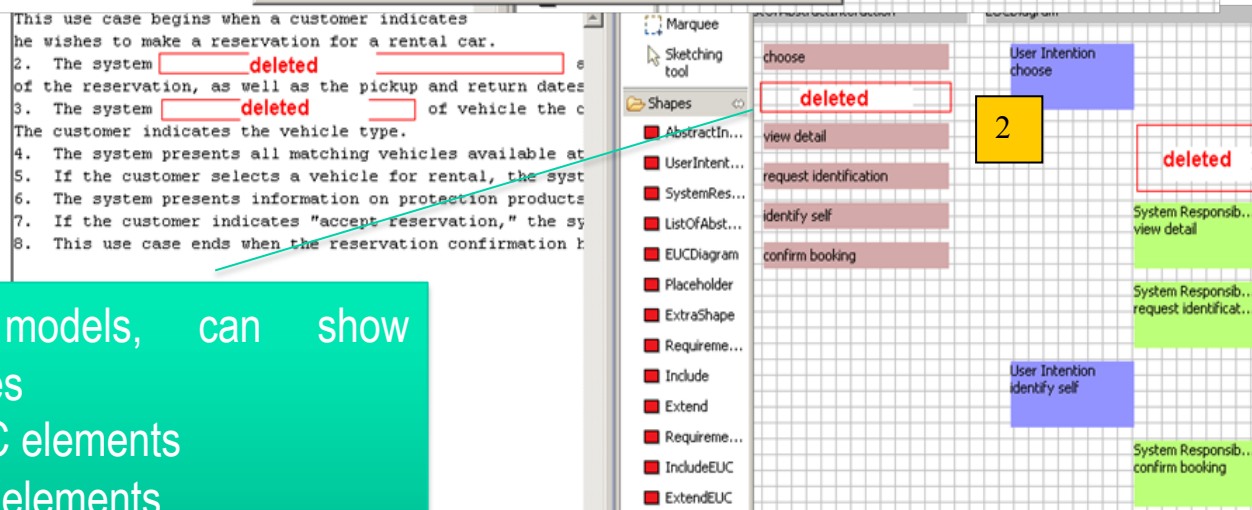 This use case begins when a customer indicates
he wishes to make a reservation for a rental car.
2. The system deleted
of the reservation, as well as the pickup and return dates
3. The system deleted of vehicle the c
The customer indicates the vehicle type.
4. The system presents all matching vehicles available at
5. If the customer selects a vehicle for rental, the syst
6. The system presents information on protection products
7. If the customer indicates "accept reservation," the sy
8. This use case ends when the reservation confirmation h
models, can show
es
C elements
elements
Marquee
Sketching
tool
Shapes
AbstractIn...
UserIntent...
SystemRes...
ListOfAbst...
EUCDiagram
Placeholder
ExtraShape
Requireme...
Include
Extend
Requireme...
IncludeEUC
ExtendEUC
choose
deleted
view detail
request identification
identify self
confirm booking
EUCDiagram
User Intention
choose
2
deleted
System Responsib...
view detail
System Responsib...
request identificat...
User Intention
identify self
System Responsib...
confirm booking